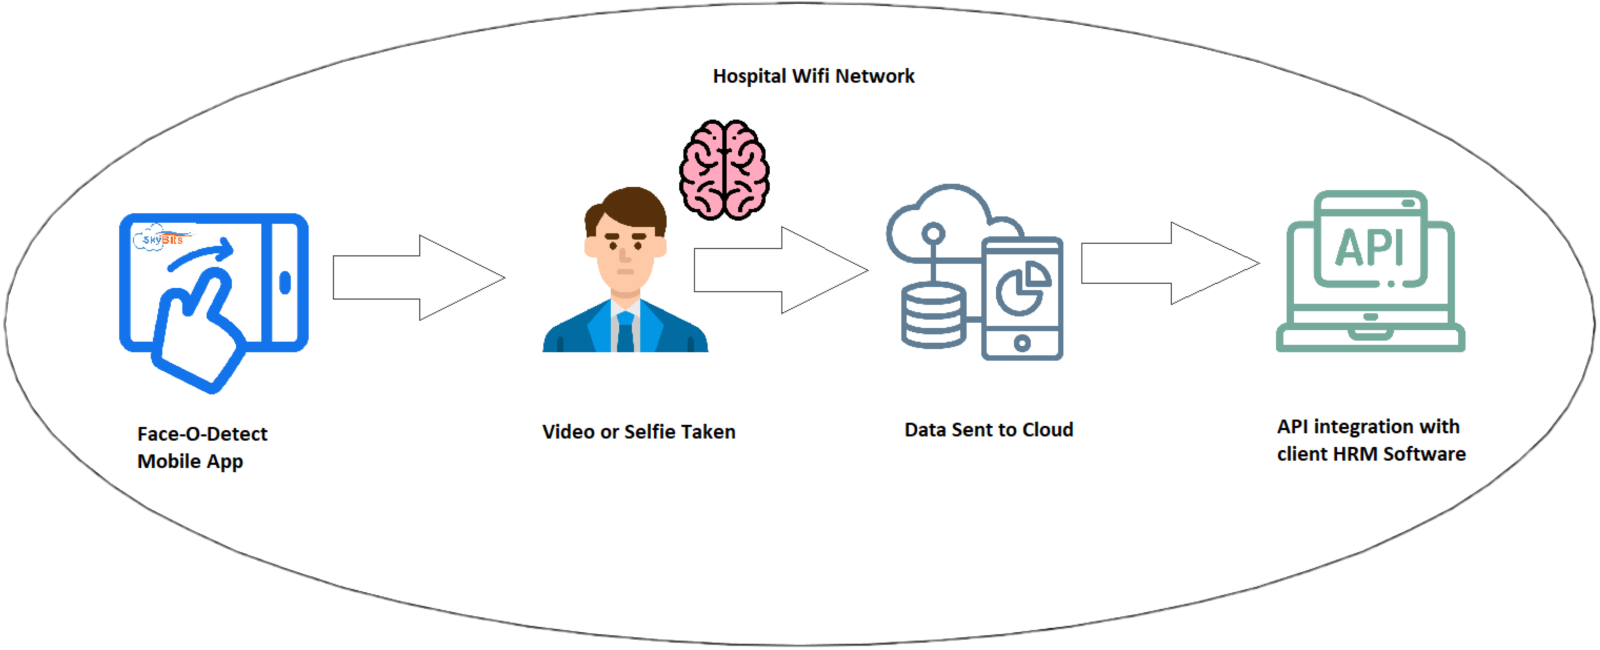 Hospital Wifi Network
SkyBits
API
Face-O-Detect
Mobile App
Video or Selfie Taken
Data Sent to Cloud
API integration with
client HRM Software